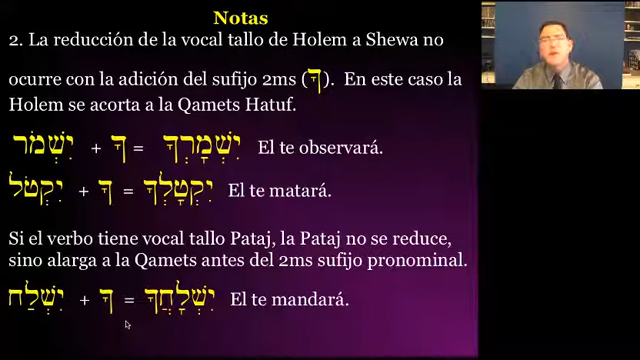 Notas
2. La reducción de la vocal tallo de Holem a Shewa no
ocurre con la adición del sufijo 2ms (ךָ). En este caso la
Holem se acorta a la Qamets Hatuf.
יִשְׁמֹר + ךָ = יִשְׁמָרְךָ El te observará.
יִקְטֹל + ךָ = יִקְטָלְךָ El te matará.
Si el verbo tiene vocal tallo Pataj, la Pataj no se reduce,
sino alarga a la Qamets antes del 2ms sufijo pronominal.
יִשְׁלַח + ךָ = יִשְׁלָחֲךָ El te mandará.